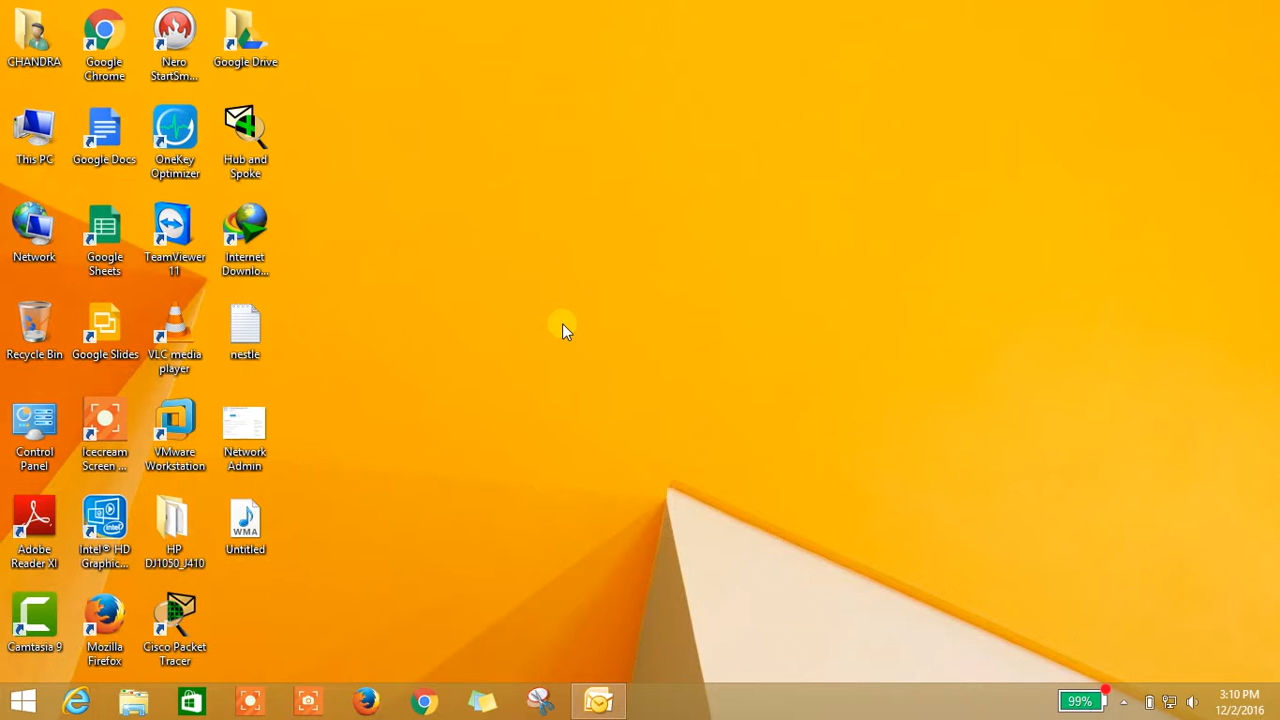 CHANDRA
Google
Chrome
Nero
StartSm...
Google Drive
This PC
Google Docs
OneKey
Optimizer
Hub and
Spoke
Network
Google
Sheets
TeamViewer
11
Internet
Downlo...
Recycle Bin
Google Slides
VLC media
player
nestle
Control
Panel
Icecream
Screen ...
VMware
Workstation
Network
Admin
Adobe
Reader XI
Intel® HD
Graphic...
HP
DJ1050_J410
WMA
Untitled
Camtasia 9
Mozilla
Firefox
Cisco Packet
Tracer
99%
3:10 PM
12/2/2016